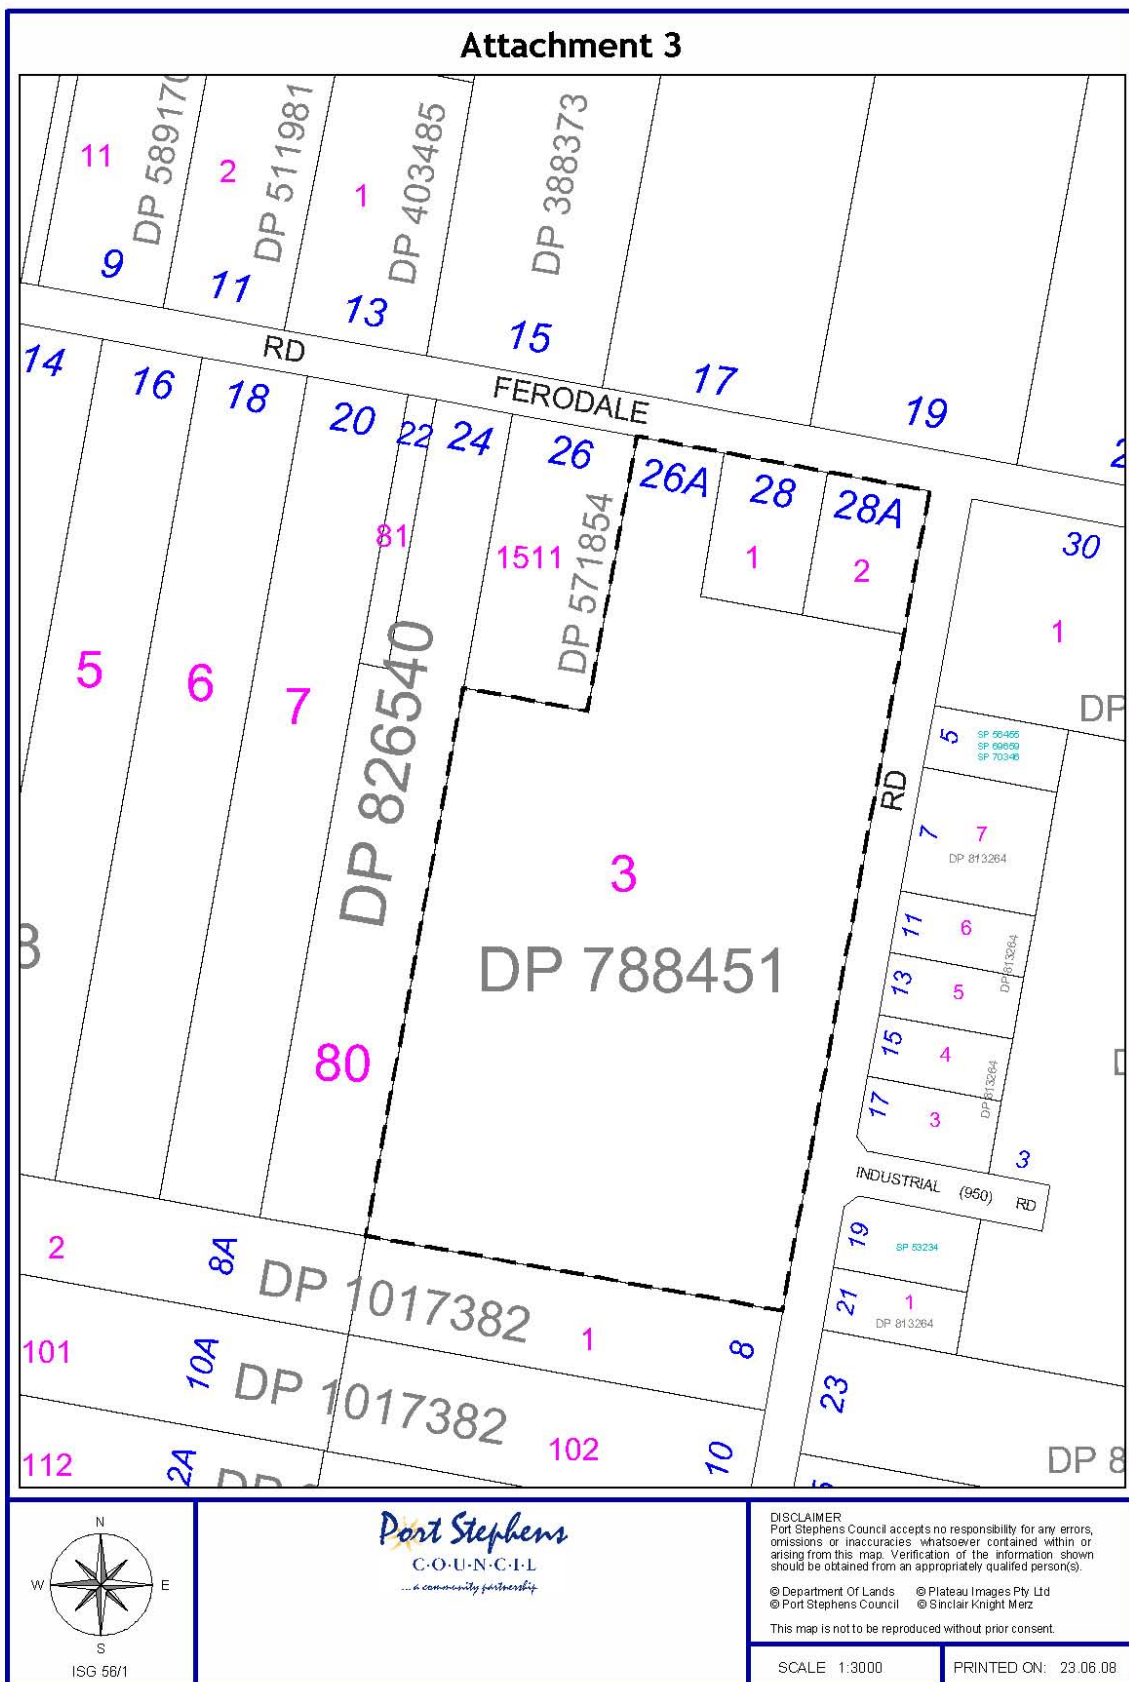 Attachment 3
11
DP 589170
2
DP 511981
1
DP 403485
DP 388373
9
11
13
15
17
19
RD
FERODALE
14
16
18
20
22
24
26
26A
28
28A
30
81
1511
DP 571854
1
2
1
DP
5
6
7
DP 826540
5
SP 56455
SP 69659
SP 70346
RD
7
7
DP 813264
3
DP 788451
11
6
DP 813264
13
5
15
4
DP 813264
17
3
80
3
INDUSTRIAL (950) RD
2
8A
DP 1017382
1
8
19
SP 53234
21
1
DP 813264
101
10A
DP 1017382
102
10
23
112
2A
DP 8
N
W
E
S
ISG 56/1
Port Stephens
C·O·U·N·C·I·L
... a community partnership
DISCLAIMER
Port Stephens Council accepts no responsibility for any errors,
omissions or inaccuracies whatsoever contained within or
arising from this map. Verification of the information shown
should be obtained from an appropriately qualifed person(s).
© Department Of Lands © Plateau Images Pty Ltd
© Port Stephens Council © Sinclair Knight Merz
This map is not to be reproduced without prior consent.
SCALE 1:3000
PRINTED ON: 23.06.08